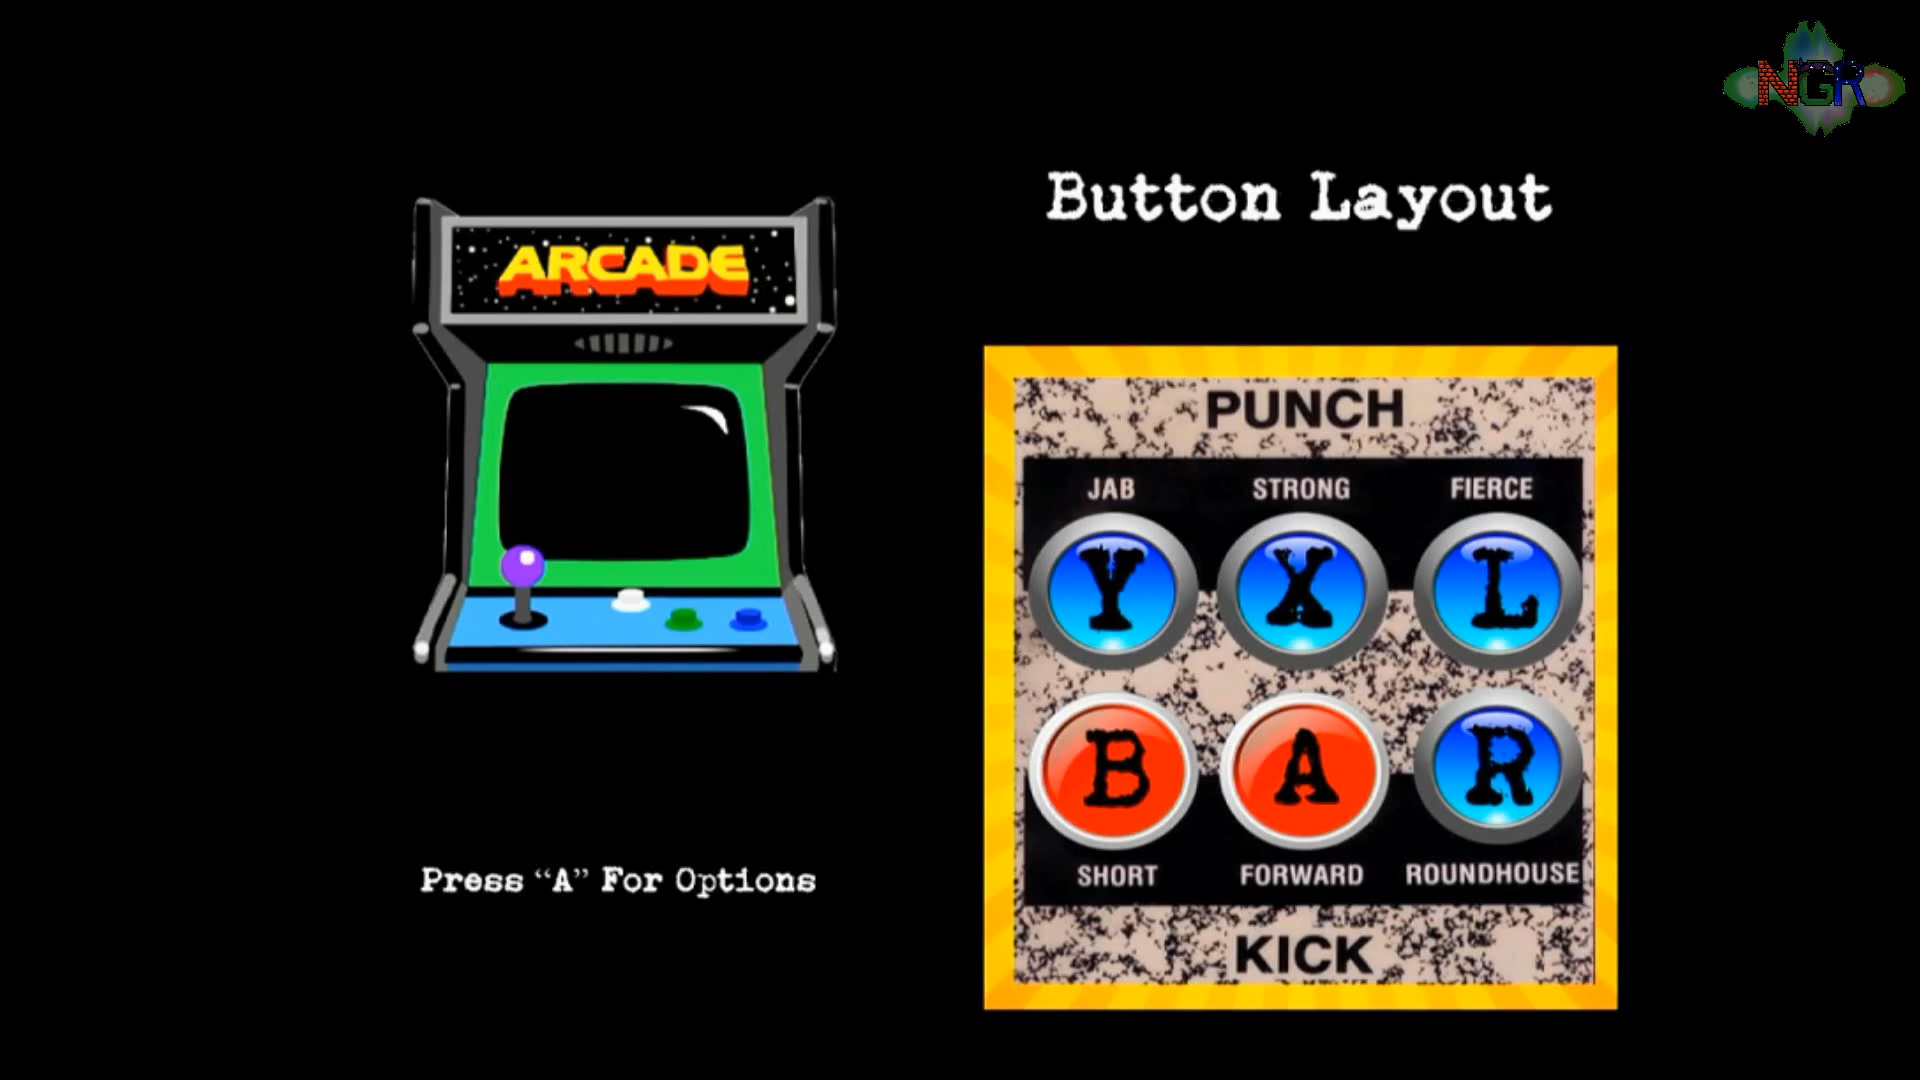 NGR
Button Layout
ARCADE
PUNCH
JAB STRONG FIERCE
Y X L
B A R
SHORT FORWARD ROUNDHOUSE
KICK
Press “A” For Options